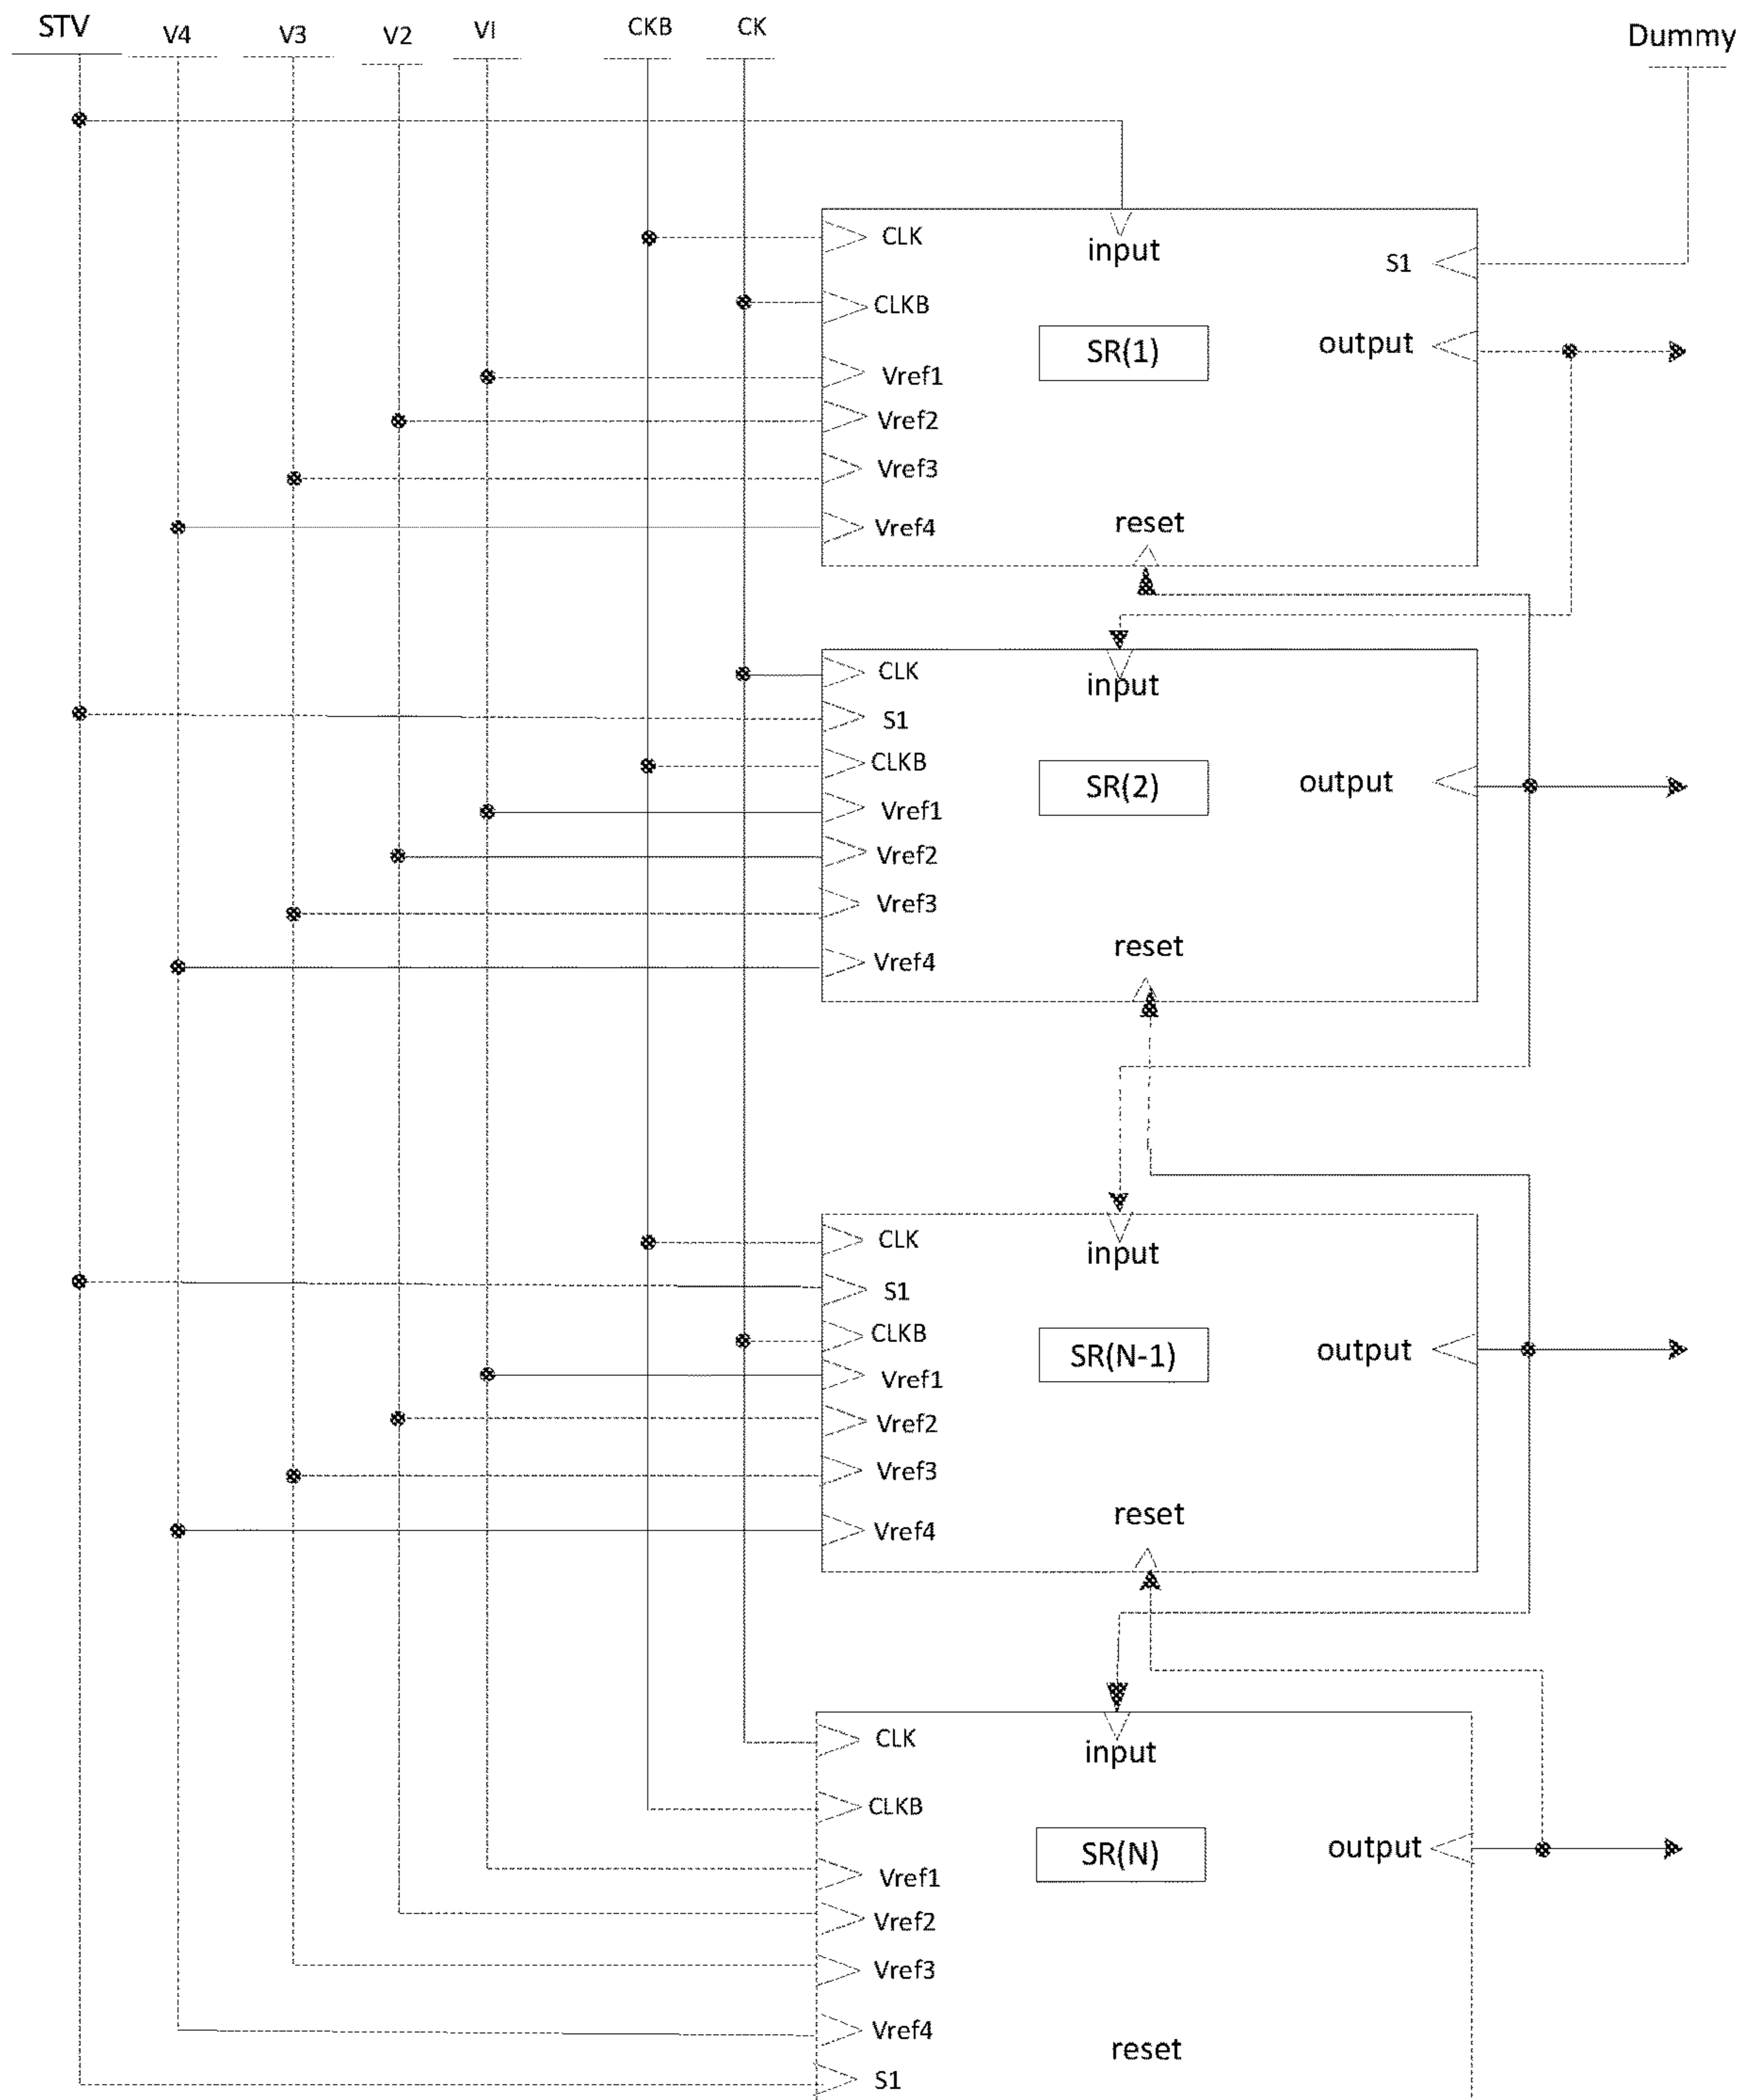 STV
V4
V3
V2
V1
CKB
CK
Dummy
CLK
input
S1
CLKB
output
SR(1)
Vref1
Vref2
Vref3
reset
Vref4
CLK
input
S1
CLKB
SR(2)
output
Vref1
Vref2
Vref3
reset
Vref4
CLK
input
S1
CLKB
SR(N-1)
output
Vref1
Vref2
Vref3
reset
Vref4
CLK
input
CLKB
SR(N)
output
Vref1
Vref2
Vref3
Vref4
reset
S1